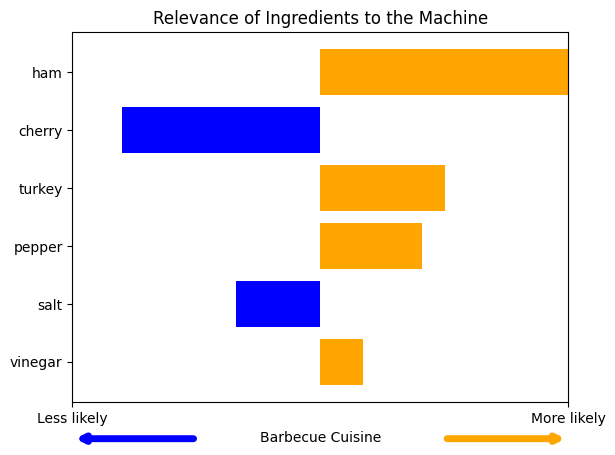 Relevance of Ingredients to the Machine
ham
cherry
turkey
pepper
salt
vinegar
Less likely
More likely
Barbecue Cuisine